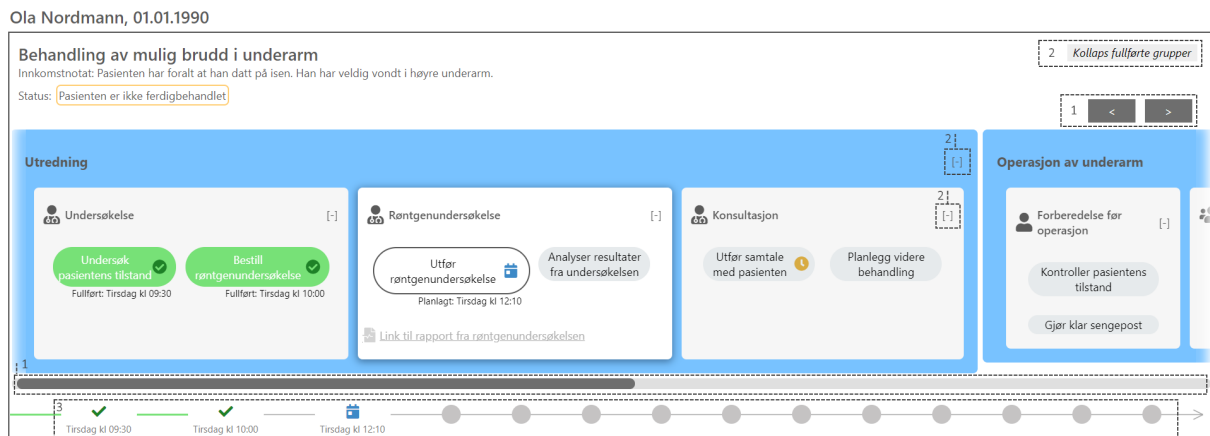 Ola Nordmann, 01.01.1990
Behandling av mulig brudd i underarm
Innkomstnotat: Pasienten har foralt at han datt på isen. Han har veldig vondt i høyre underarm.
Status: Pasienten er ikke ferdigbehandlet
2 Kollaps fullførte grupper
1 < >
Utredning
2
[-]
Operasjon av underarm
Undersøkelse [-]
Undersøk
pasientens tilstand
Fullført: Tirsdag kl 09:30
Bestill
røntgenundersøkelse
Fullført: Tirsdag kl 10:00
Røntgenundersøkelse [-]
Utfør
røntgenundersøkelse
Planlagt: Tirsdag kl 12:10
Analyser resultater
fra undersøkelsen
Link til rapport fra røntgenundersøkelsen
Konsultasjon
2
[-]
Utfør samtale
med pasienten
Planlegg videre
behandling
Forberedelse før
operasjon
[-]
Kontroller pasientens
tilstand
Gjør klar sengepost
1
3
Tirsdag kl 09:30
Tirsdag kl 10:00
Tirsdag kl 12:10